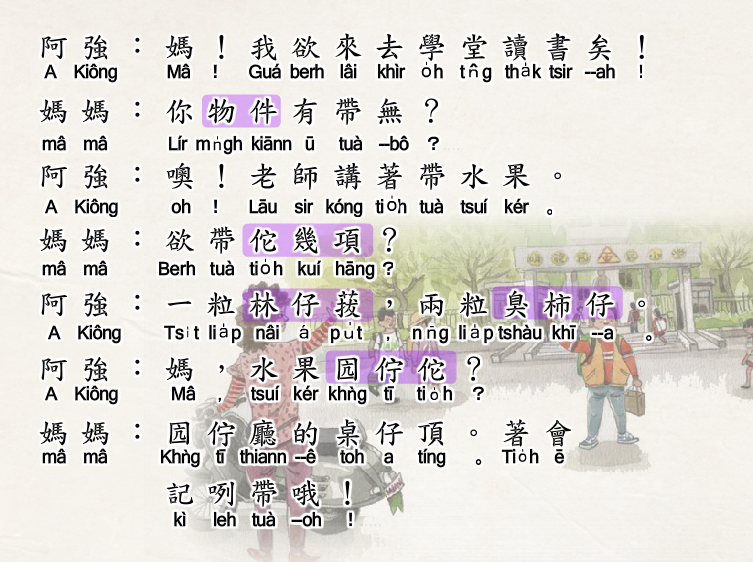 阿強：媽！我欲來去學堂讀書矣！
A Kiông Mâ ! Guá berh lâi khìr o̍h tn̂g tha̍k tsir --ah !
媽媽：你物件有帶無？
mâ mâ Lír mn̍gh kiānn ū tuà --bô ?
阿強：噢！老師講著帶水果。
A Kiông oh ! Lāu sir kóng tio̍h tuà tsuí kér 。
媽媽：欲帶佗幾項？
mâ mâ Berh tuà tio̍h kuí hāng ?
阿強：一粒林仔菝，兩粒臭柿仔。
A Kiông Tsi̍t lia̍p nâi á pu̍t , nn̄g lia̍p tshàu khī --a 。
阿強：媽，水果囥佇佗？
A Kiông Mâ , tsuí kér khǹg tī tio̍h ?
媽媽：囥佇廳的桌仔頂。著會
mâ mâ Khǹg tī thiann --ê toh a tíng 。 Tio̍h ē
記咧帶哦！
kì leh tuà --oh !